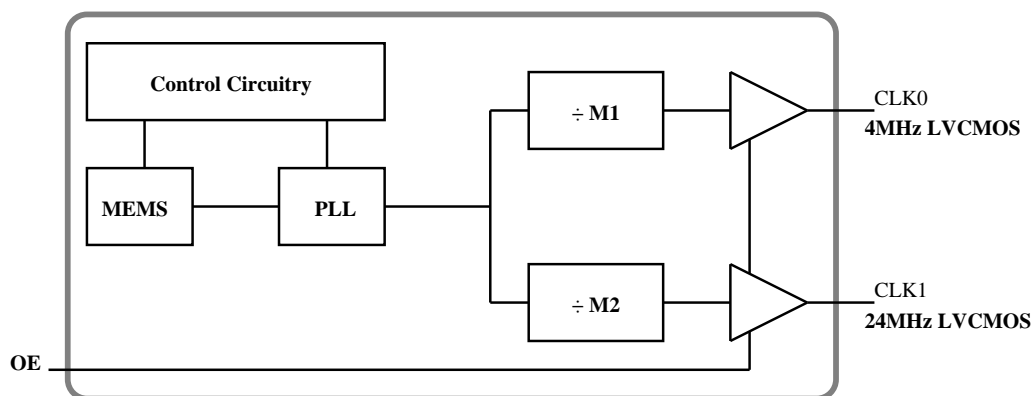 Control Circuitry
MEMS
PLL
÷ M1
÷ M2
CLK0
4MHz LVCMOS
CLK1
24MHz LVCMOS
OE